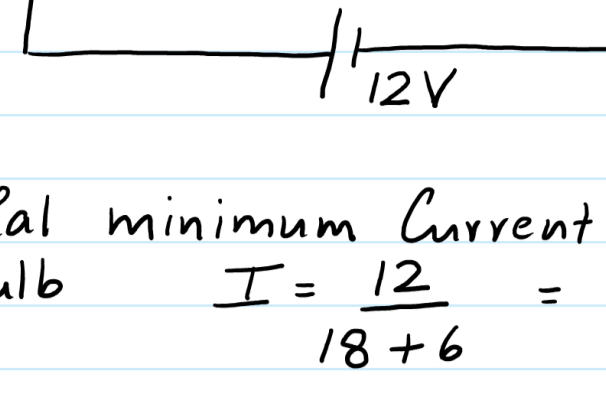 12V
minimum Current
I = 12 / 18 + 6 =